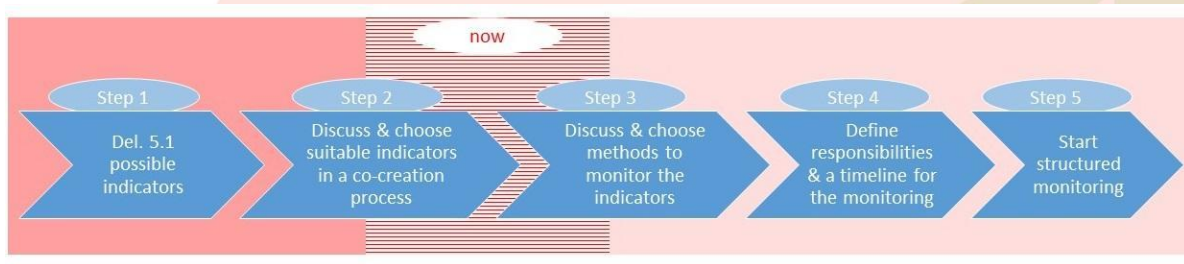 now
Step 1
Del. 5.1
possible
indicators
Step 2
Discuss & choose
suitable indicators
in a co-creation
process
Step 3
Discuss & choose
methods to
monitor the
indicators
Step 4
Define
responsibilities
& a timeline for
the monitoring
Step 5
Start
structured
monitoring